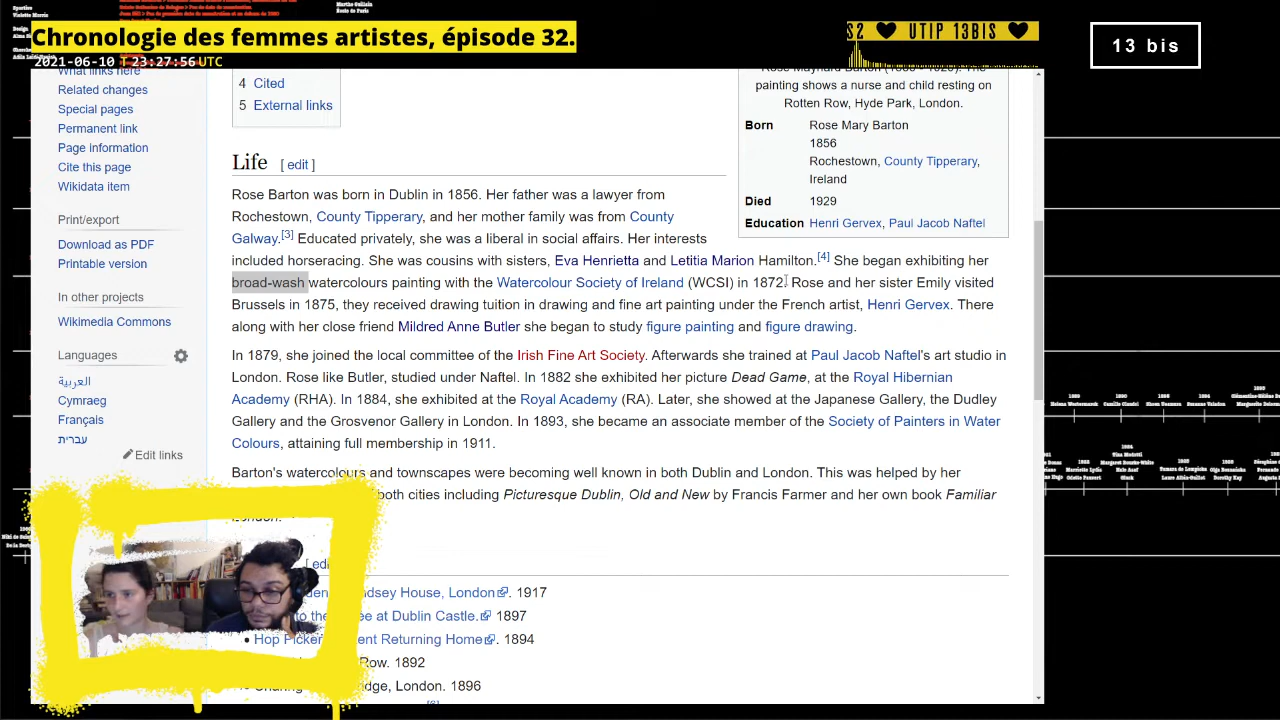 Sportive
Violette Morris
Martha Gellhorn
Chronologie des femmes artistes, épisode 32.
S2 ♥ UTIP 13BIS ♥
13 bis
2021-06-10 T 23:27:56 UTC
What links here
Related changes
Special pages
Permanent link
Page information
Cite this page
Wikidata item
Print/export
Download as PDF
Printable version
In other projects
Wikimedia Commons
Languages
العربية
Cymraeg
Français
עברית
Edit links
4 Cited
5 External links
painting shows a nurse and child resting on
Rotten Row, Hyde Park, London.
Born Rose Mary Barton
1856
Rochestown, County Tipperary,
Ireland
Died 1929
Education Henri Gervex, Paul Jacob Naftel
Life [ edit ]
Rose Barton was born in Dublin in 1856. Her father was a lawyer from
Rochestown, County Tipperary, and her mother family was from County
Galway.[3] Educated privately, she was a liberal in social affairs. Her interests
included horseracing. She was cousins with sisters, Eva Henrietta and Letitia Marion Hamilton.[4] She began exhibiting her
broad-wash watercolours painting with the Watercolour Society of Ireland (WCSI) in 1872. Rose and her sister Emily visited
Brussels in 1875, they received drawing tuition in drawing and fine art painting under the French artist, Henri Gervex. There
along with her close friend Mildred Anne Butler she began to study figure painting and figure drawing.
In 1879, she joined the local committee of the Irish Fine Art Society. Afterwards she trained at Paul Jacob Naftel's art studio in
London. Rose like Butler, studied under Naftel. In 1882 she exhibited her picture Dead Game, at the Royal Hibernian
Academy (RHA). In 1884, she exhibited at the Royal Academy (RA). Later, she showed at the Japanese Gallery, the Dudley
Gallery and the Grosvenor Gallery in London. In 1893, she became an associate member of the Society of Painters in Water
Colours, attaining full membership in 1911.
Barton's watercolours and townscapes were becoming well known in both Dublin and London. This was helped by her
both cities including Picturesque Dublin, Old and New by Francis Farmer and her own book Familiar
London.
ndsey House, London. 1917
to the at Dublin Castle. 1897
Hop Picker Returning Home. 1894
Row. 1892
London. 1896